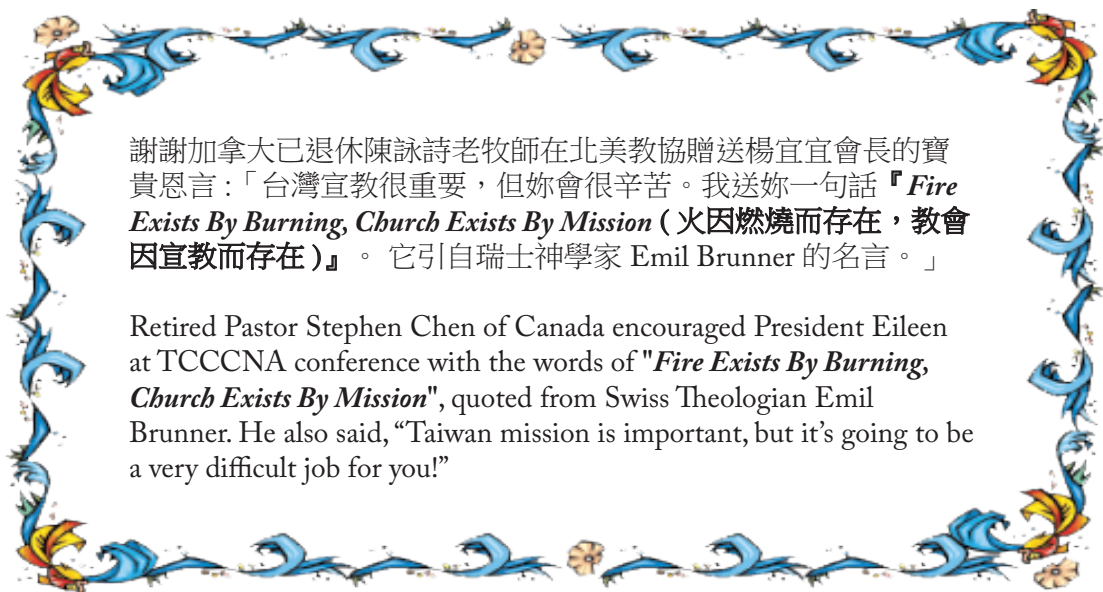 謝謝加拿大已退休陳詠詩老牧師在北美教協贈送楊宜宜會長的寶
貴恩言 :「台灣宣教很重要，但妳會很辛苦。我送妳一句話『Fire
Exists By Burning, Church Exists By Mission ( 火因燃燒而存在，教會
因宣教而存在 )』。 它引自瑞士神學家 Emil Brunner 的名言。」
Retired Pastor Stephen Chen of Canada encouraged President Eileen
at TCCCNA conference with the words of "Fire Exists By Burning,
Church Exists By Mission", quoted from Swiss Theologian Emil
Brunner. He also said, “Taiwan mission is important, but it’s going to be
a very difficult job for you!”